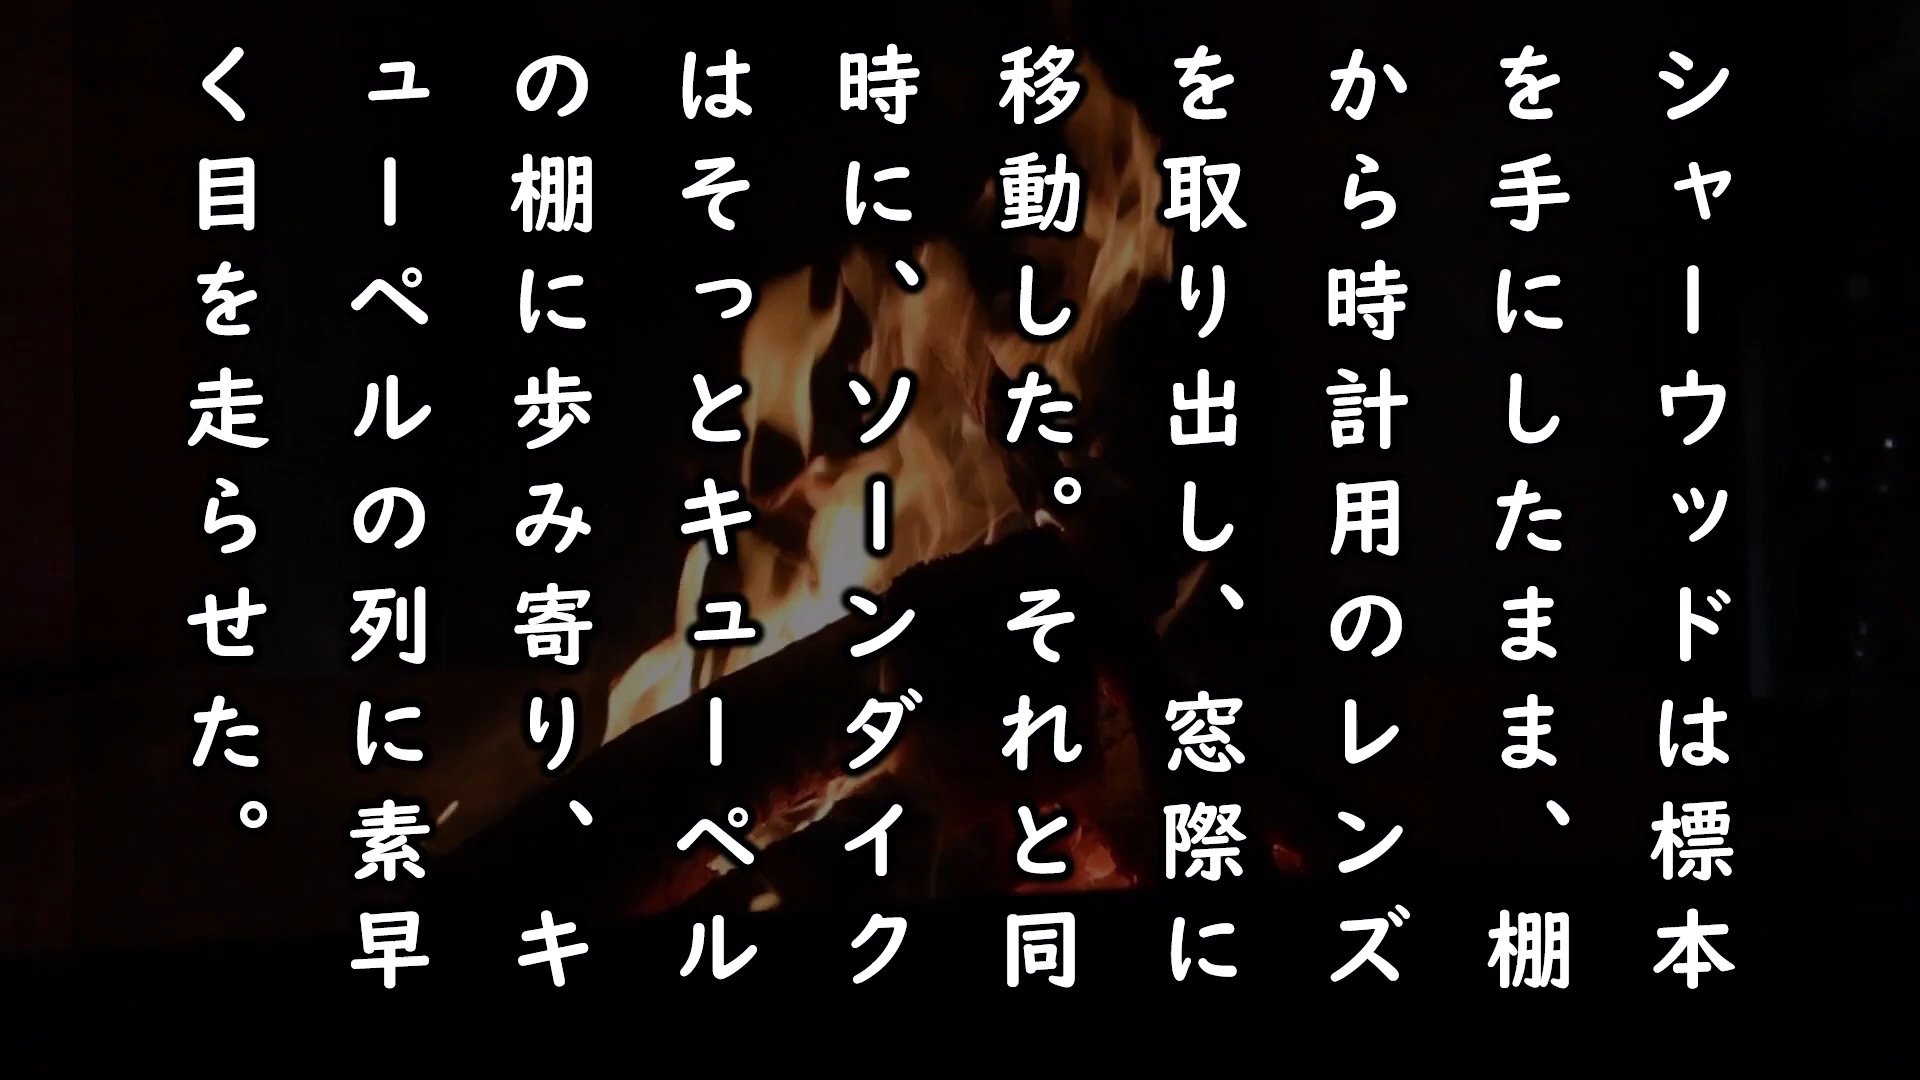 シャーウッドは標本
を手にしたまま、棚
から時計用のレンズ
を取り出し、窓際に
移動した。それと同
時に、ソーンダイク
はそっとキューペル
の棚に歩み寄り、キ
ューペルの列に素早
く目を走らせた。